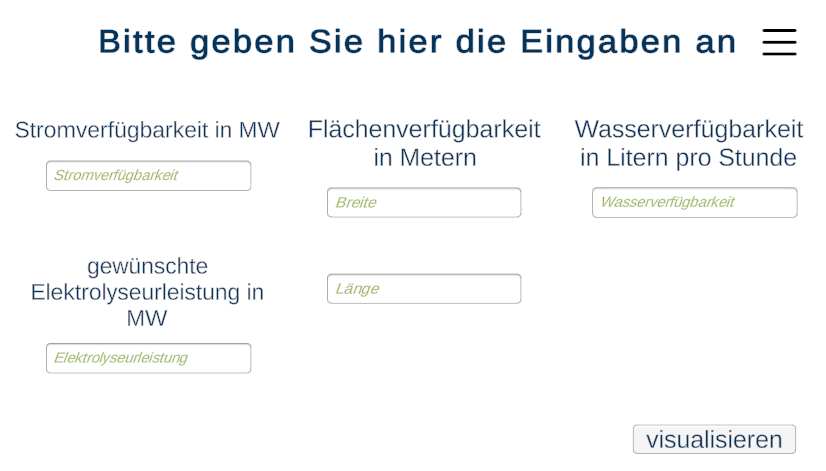 Bitte geben Sie hier die Eingaben an
Stromverfügbarkeit in MW
Stromverfügbarkeit
Flächenverfügbarkeit
in Metern
Breite
Länge
Wasserverfügbarkeit
in Litern pro Stunde
Wasserverfügbarkeit
gewünschte
Elektrolyseurleistung in
MW
Elektrolyseurleistung
visualisieren